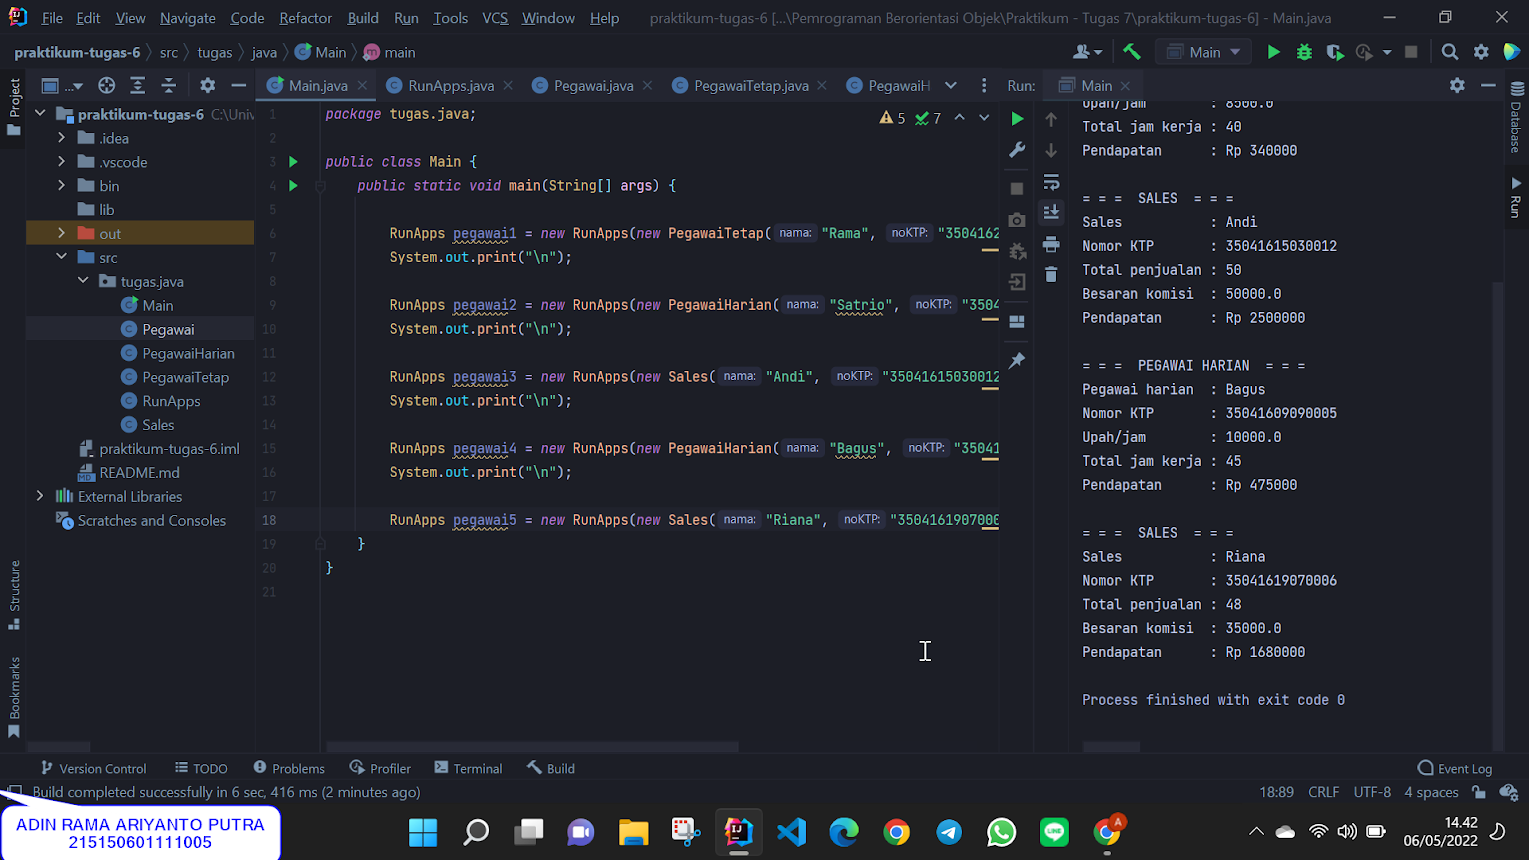 File Edit View Navigate Code Refactor Build Run Tools VCS Window Help praktikum-tugas-6 [...\Pemrograman Berorientasi Objek\Praktikum - Tugas 7\praktikum-tugas-6] - Main.java
praktikum-tugas-6 src tugas java Main main
Main
Project
...
Main.java RunApps.java Pegawai.java PegawaiTetap.java PegawaiH
Run: Main
praktikum-tugas-6 C:\Univ
.idea
.vscode
bin
lib
out
src
tugas.java
Main
Pegawai
PegawaiHarian
PegawaiTetap
RunApps
Sales
praktikum-tugas-6.iml
README.md
External Libraries
Scratches and Consoles
Structure
Bookmarks
5 7
1 package tugas.java;
2
3 public class Main {
4 public static void main(String[] args) {
5
6 RunApps pegawai1 = new RunApps(new PegawaiTetap( nama: "Rama", noKTP: "3504162
7 System.out.print("\n");
8
9 RunApps pegawai2 = new RunApps(new PegawaiHarian( nama: "Satrio", noKTP: "3504
10 System.out.print("\n");
11
12 RunApps pegawai3 = new RunApps(new Sales( nama: "Andi", noKTP: "35041615030012
13 System.out.print("\n");
14
15 RunApps pegawai4 = new RunApps(new PegawaiHarian( nama: "Bagus", noKTP: "35041
16 System.out.print("\n");
17
18 RunApps pegawai5 = new RunApps(new Sales( nama: "Riana", noKTP: "3504161907000
19 }
20 }
21
Upah/jam : 8500.0
Total jam kerja : 40
Pendapatan : Rp 340000
= = = SALES = = =
Sales : Andi
Nomor KTP : 35041615030012
Total penjualan : 50
Besaran komisi : 50000.0
Pendapatan : Rp 2500000
= = = PEGAWAI HARIAN = = =
Pegawai harian : Bagus
Nomor KTP : 35041609090005
Upah/jam : 10000.0
Total jam kerja : 45
Pendapatan : Rp 475000
= = = SALES = = =
Sales : Riana
Nomor KTP : 35041619070006
Total penjualan : 48
Besaran komisi : 35000.0
Pendapatan : Rp 1680000
Process finished with exit code 0
Database
Run
Version Control TODO Problems Profiler Terminal Build Event Log
Build completed successfully in 6 sec, 416 ms (2 minutes ago) 18:89 CRLF UTF-8 4 spaces
ADIN RAMA ARIYANTO PUTRA
215150601111005
LINE
A
14.42
06/05/2022